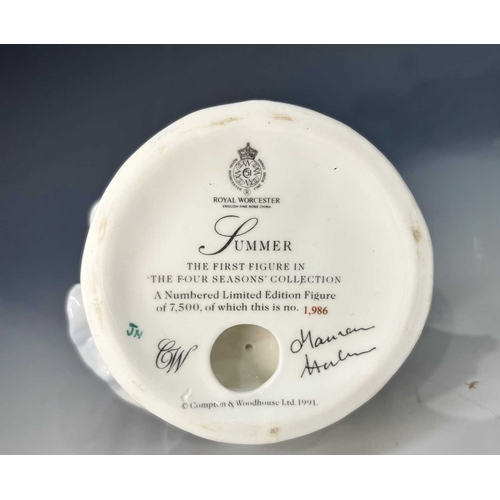 ROYAL WORCESTER
ENGLISH FINE BONE CHINA
SUMMER
THE FIRST FIGURE IN
'THE FOUR SEASONS' COLLECTION
A Numbered Limited Edition Figure
of 7,500, of which this is no. 1,986
JN
CW
Maureen
© Compton & Woodhouse Ltd. 1991.